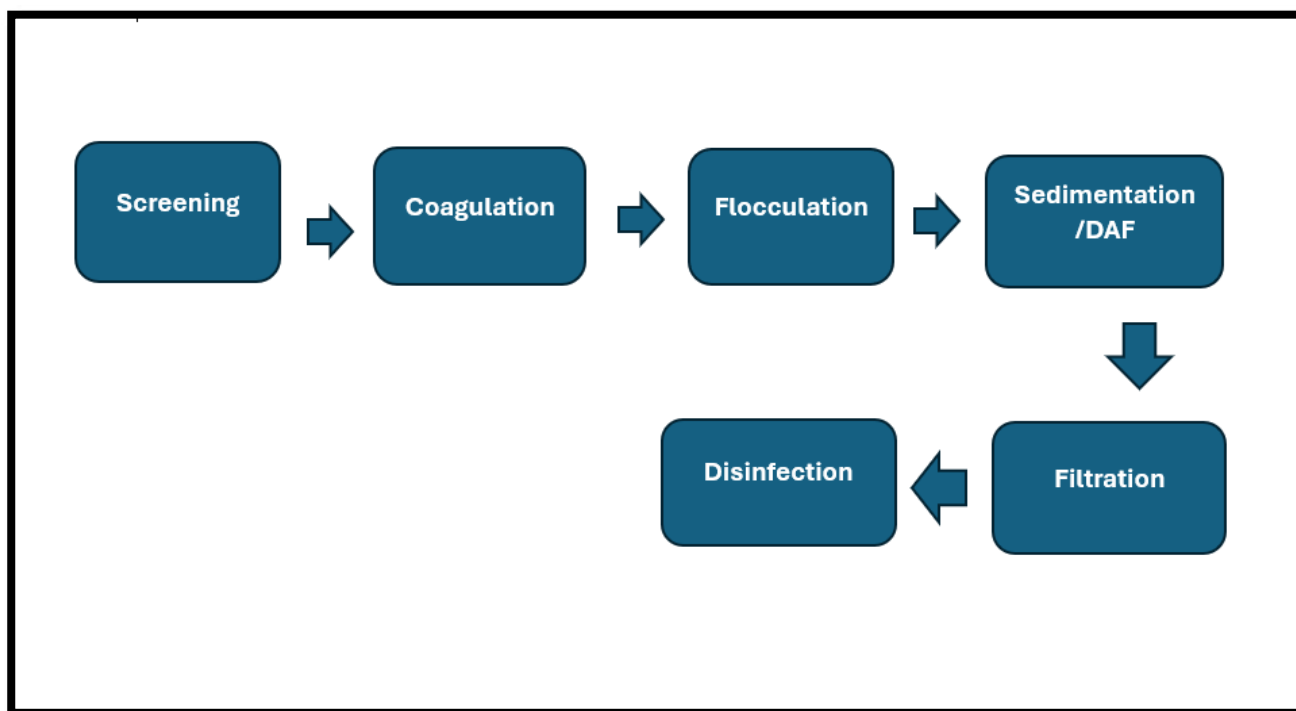 Screening
Coagulation
Flocculation
Sedimentation
/DAF
Filtration
Disinfection